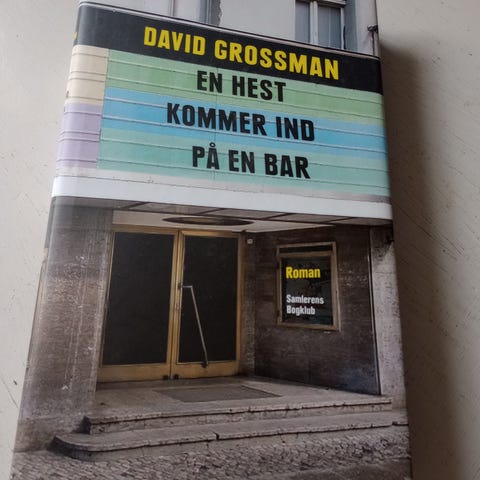 DAVID GROSSMAN
EN HEST
KOMMER IND
PÅ EN BAR
Roman
Samlerens
Bogklub